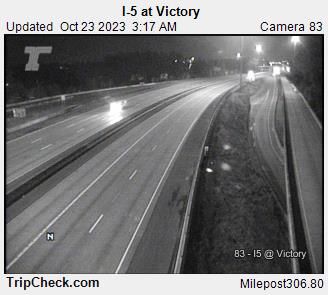 I-5 at Victory
Updated Oct 23 2023 3:17 AM Camera 83
T
N
83 - I5 @ Victory
TripCheck.com Milepost306.80